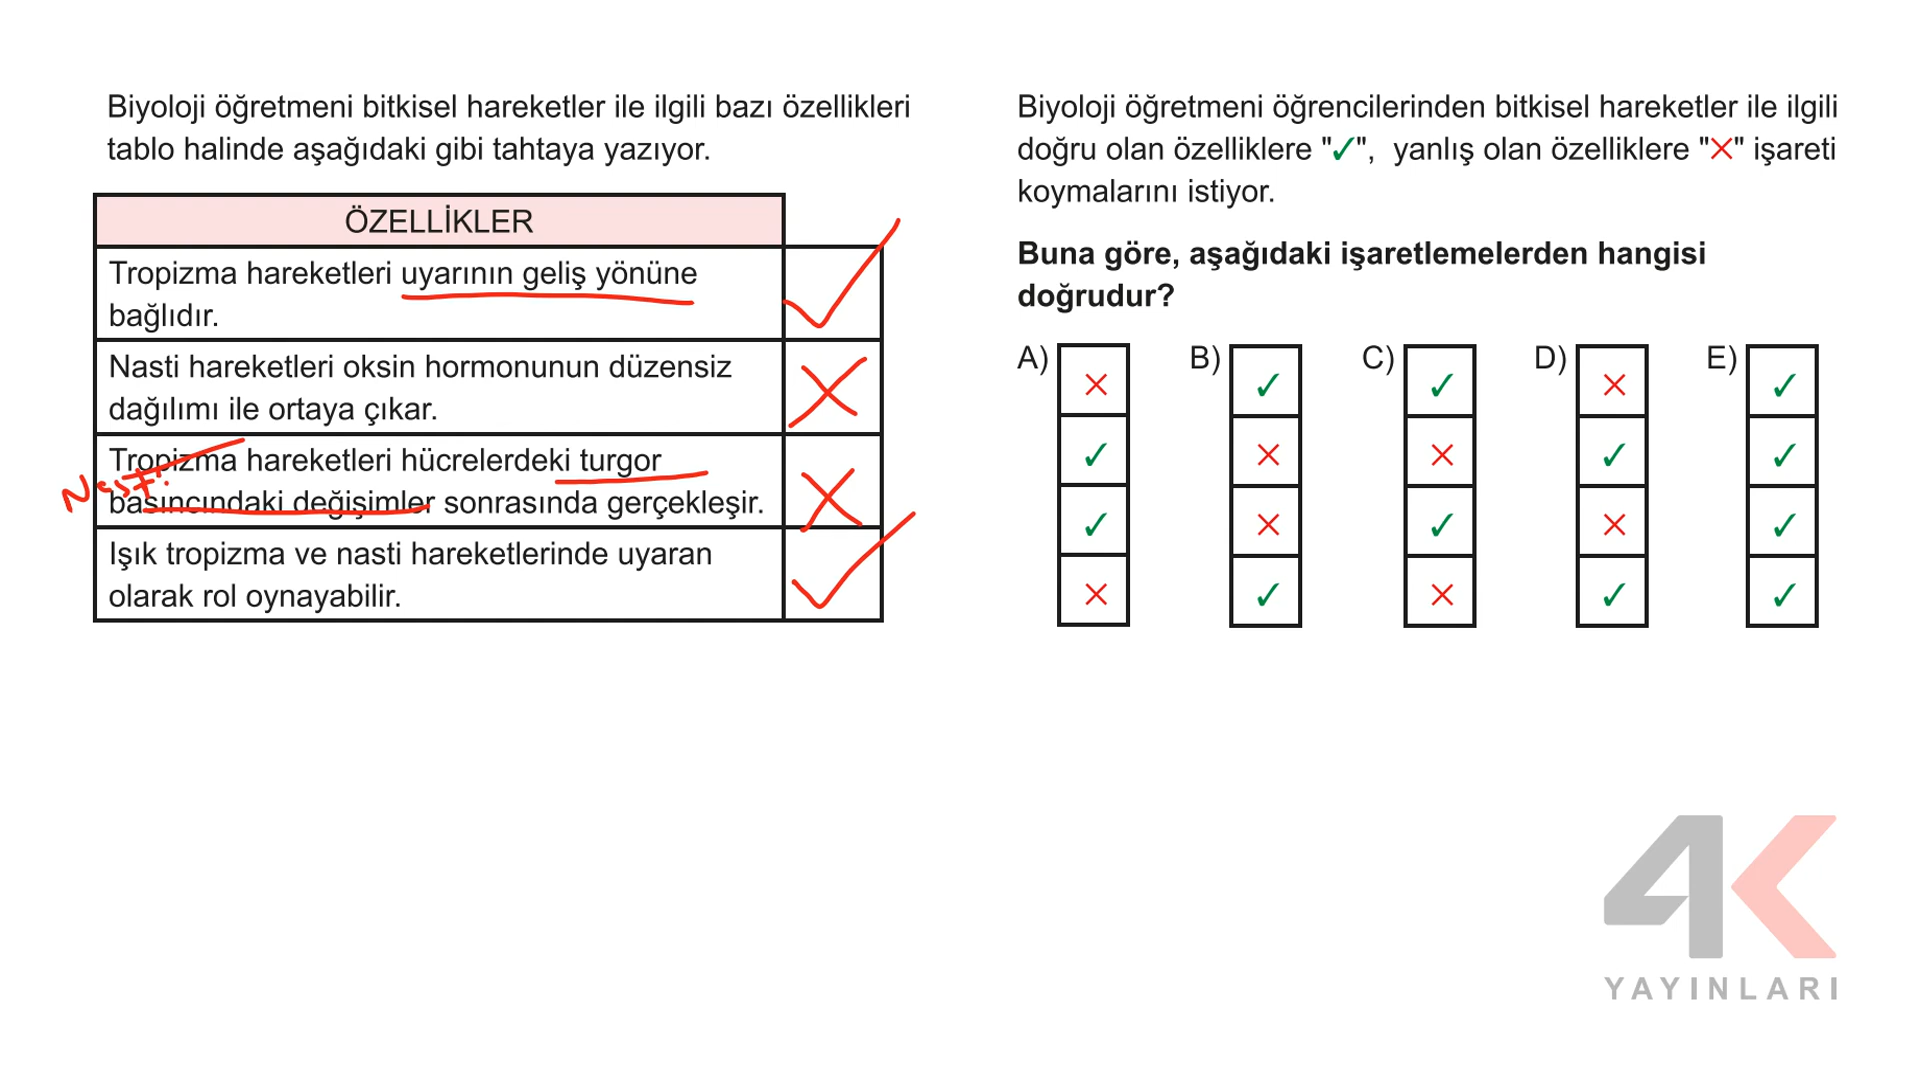 Biyoloji öğretmeni bitkisel hareketler ile ilgili bazı özellikleri
tablo halinde aşağıdaki gibi tahtaya yazıyor.
ÖZELLİKLER
Tropizma hareketleri uyarının geliş yönüne
bağlıdır.
✓
Nasti hareketleri oksin hormonunun düzensiz
dağılımı ile ortaya çıkar.
✗
Tropizma hareketleri hücrelerdeki turgor
Nasti
basıncındaki değişimler sonrasında gerçekleşir.
✗
Işık tropizma ve nasti hareketlerinde uyaran
olarak rol oynayabilir.
✓
Biyoloji öğretmeni öğrencilerinden bitkisel hareketler ile ilgili
doğru olan özelliklere "✓", yanlış olan özelliklere "✗" işareti
koymalarını istiyor.
Buna göre, aşağıdaki işaretlemelerden hangisi
doğrudur?
A) ✗ B) ✓ C) ✓ D) ✗ E) ✓
✓ ✗ ✗ ✓ ✓
✓ ✗ ✓ ✗ ✓
✗ ✓ ✗ ✓ ✓
4K
YAYINLARI